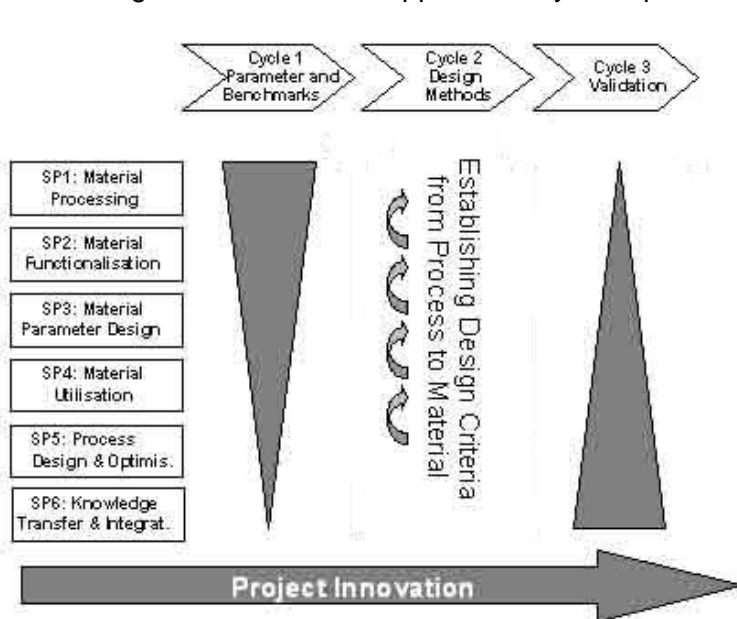 Cycle 1
Parameter and
Benchmarks
Cycle 2
Design
Methods
Cycle 3
Validation
SP1: Material
Processing
SP2: Material
Functionalisation
SP3: Material
Parameter Design
SP4: Material
Utilisation
SP5: Process
Design & Optimis.
SP6: Knowledge
Transfer & Integrat.
Establishing Design Criteria
from Process to Material
Project Innovation